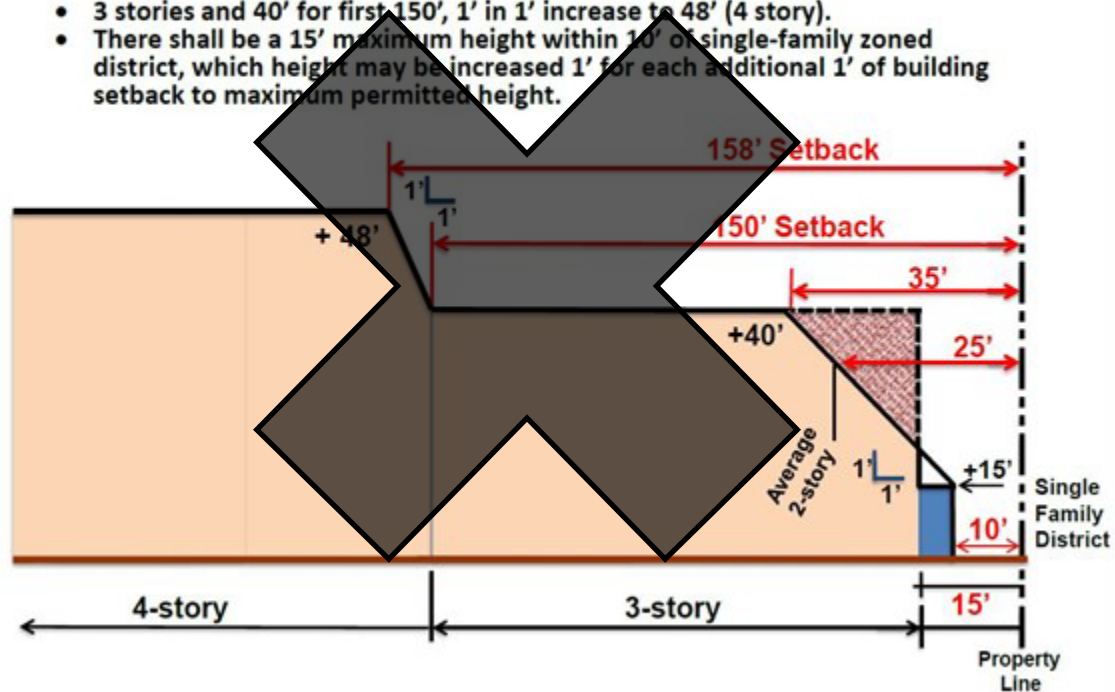 • 3 stories and 40’ for first 150’, 1’ in 1’ increase to 48’ (4 story).
• There shall be a 15’ maximum height within 10’ of single-family zoned
district, which height may be increased 1’ for each additional 1’ of building
setback to maximum permitted height.
158’ Setback
1’
1’
+ 48’
150’ Setback
35’
+40’
25’
Average
2-story
1’
1’
+15’
Single
Family
District
10’
4-story
3-story
15’
Property
Line